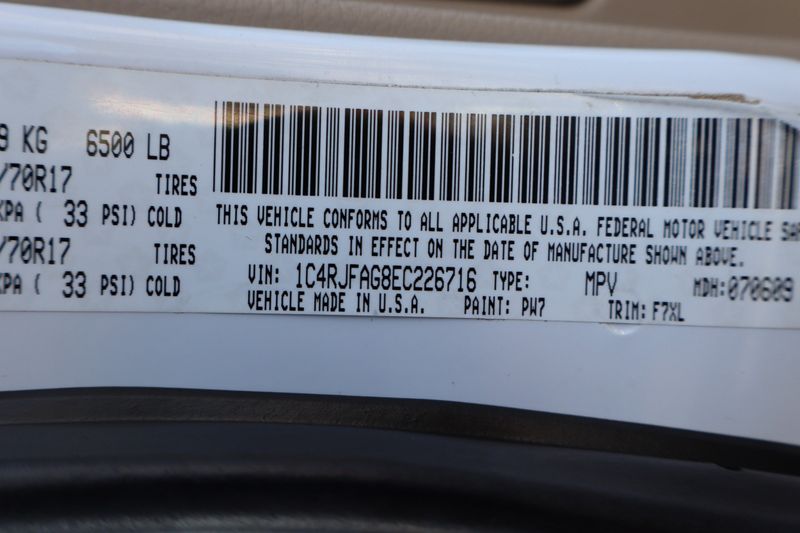 9 KG 6500 LB
/70R17 TIRES
KPA ( 33 PSI) COLD
/70R17 TIRES
KPA ( 33 PSI) COLD
THIS VEHICLE CONFORMS TO ALL APPLICABLE U.S.A. FEDERAL MOTOR VEHICLE SAF
STANDARDS IN EFFECT ON THE DATE OF MANUFACTURE SHOWN ABOVE.
VIN: 1C4RJFAG8EC226716 TYPE: MPV MDH:070609
VEHICLE MADE IN U.S.A. PAINT: PW7 TRIM: F7XL